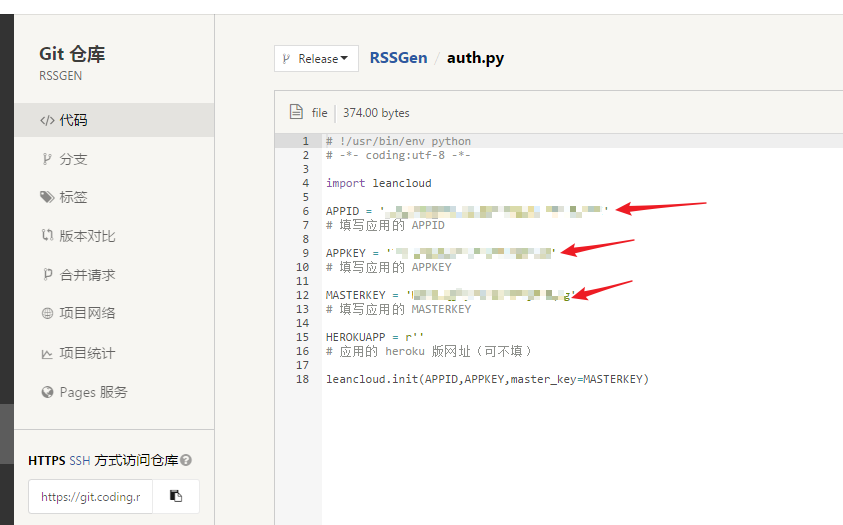 Git 仓库
RSSGEN
</> 代码
分支
标签
版本对比
合并请求
项目网络
项目统计
Pages 服务
HTTPS SSH 方式访问仓库
https://git.coding.r
Release RSSGen / auth.py
file 374.00 bytes
1 # !/usr/bin/env python
2 # -*- coding:utf-8 -*-
3
4 import leancloud
5
6 APPID = ' '
7 # 填写应用的 APPID
8
9 APPKEY = ' '
10 # 填写应用的 APPKEY
11
12 MASTERKEY = ' '
13 # 填写应用的 MASTERKEY
14
15 HEROKUAPP = r''
16 # 应用的 heroku 版网址（可不填）
17
18 leancloud.init(APPID,APPKEY,master_key=MASTERKEY)